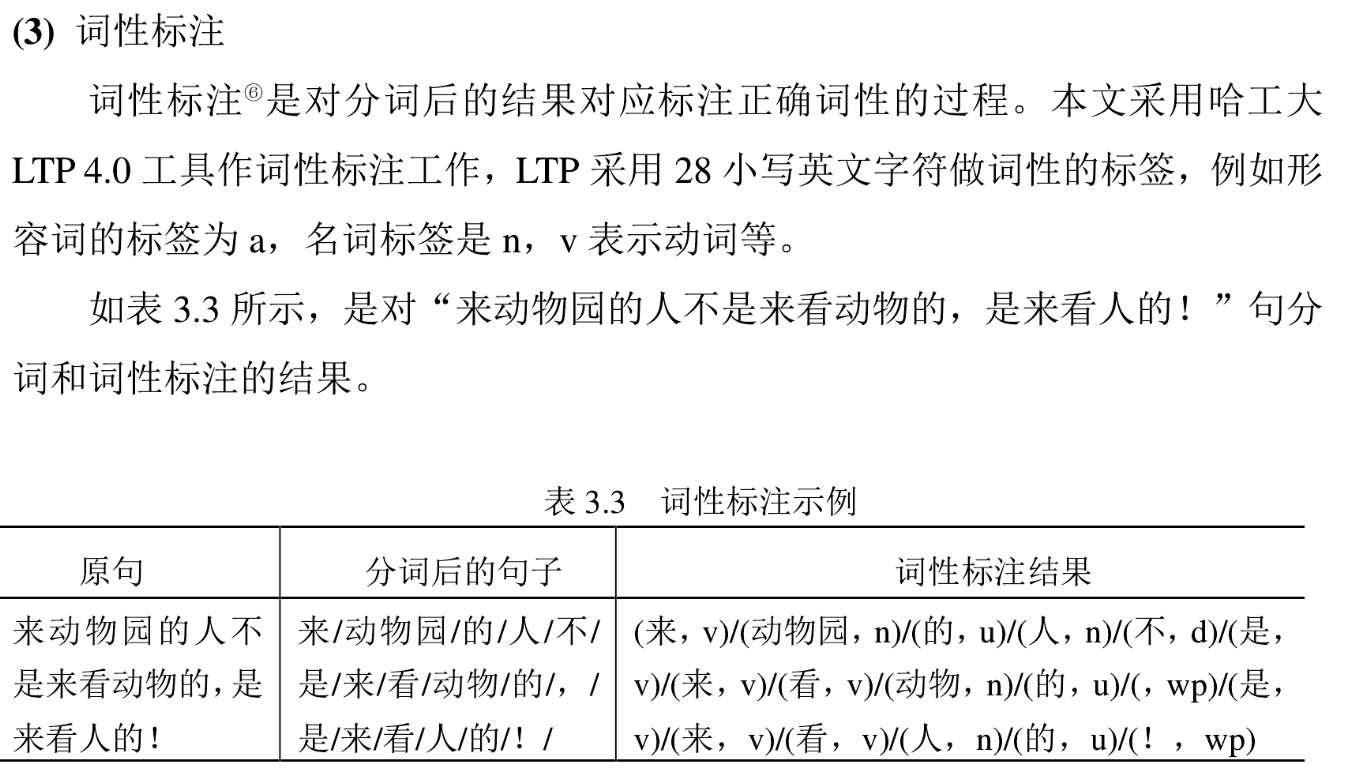 (3) 词性标注
词性标注⑥是对分词后的结果对应标注正确词性的过程。本文采用哈工大
LTP 4.0 工具作词性标注工作，LTP 采用 28 小写英文字符做词性的标签，例如形
容词的标签为 a，名词标签是 n，v 表示动词等。
如表 3.3 所示，是对“来动物园的人不是来看动物的，是来看人的！”句分
词和词性标注的结果。
表 3.3 词性标注示例
原句 分词后的句子 词性标注结果
来动物园的人不 来/动物园/的/人/不/ (来，v)/(动物园，n)/(的，u)/(人，n)/(不，d)/(是，
是来看动物的，是 是/来/看/动物/的/，/ v)/(来，v)/(看，v)/(动物，n)/(的，u)/(，wp)/(是，
来看人的！ 是/来/看/人/的/！/ v)/(来，v)/(看，v)/(人，n)/(的，u)/(！，wp)